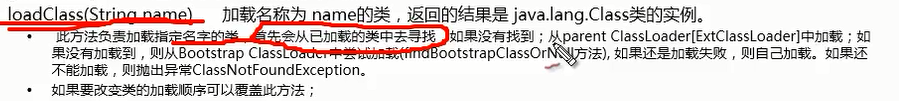 loadClass(String name) 加载名称为 name的类，返回的结果是 java.lang.Class类的实例。
• 此方法负责加载指定名字的类，首先会从已加载的类中去寻找，如果没有找到；从parent ClassLoader[ExtClassLoader]中加载；如
果没有加载到，则从Bootstrap ClassLoader中尝试加载(findBootstrapClassOrNull方法), 如果还是加载失败，则自己加载。如果还
不能加载，则抛出异常ClassNotFoundException。
• 如果要改变类的加载顺序可以覆盖此方法；